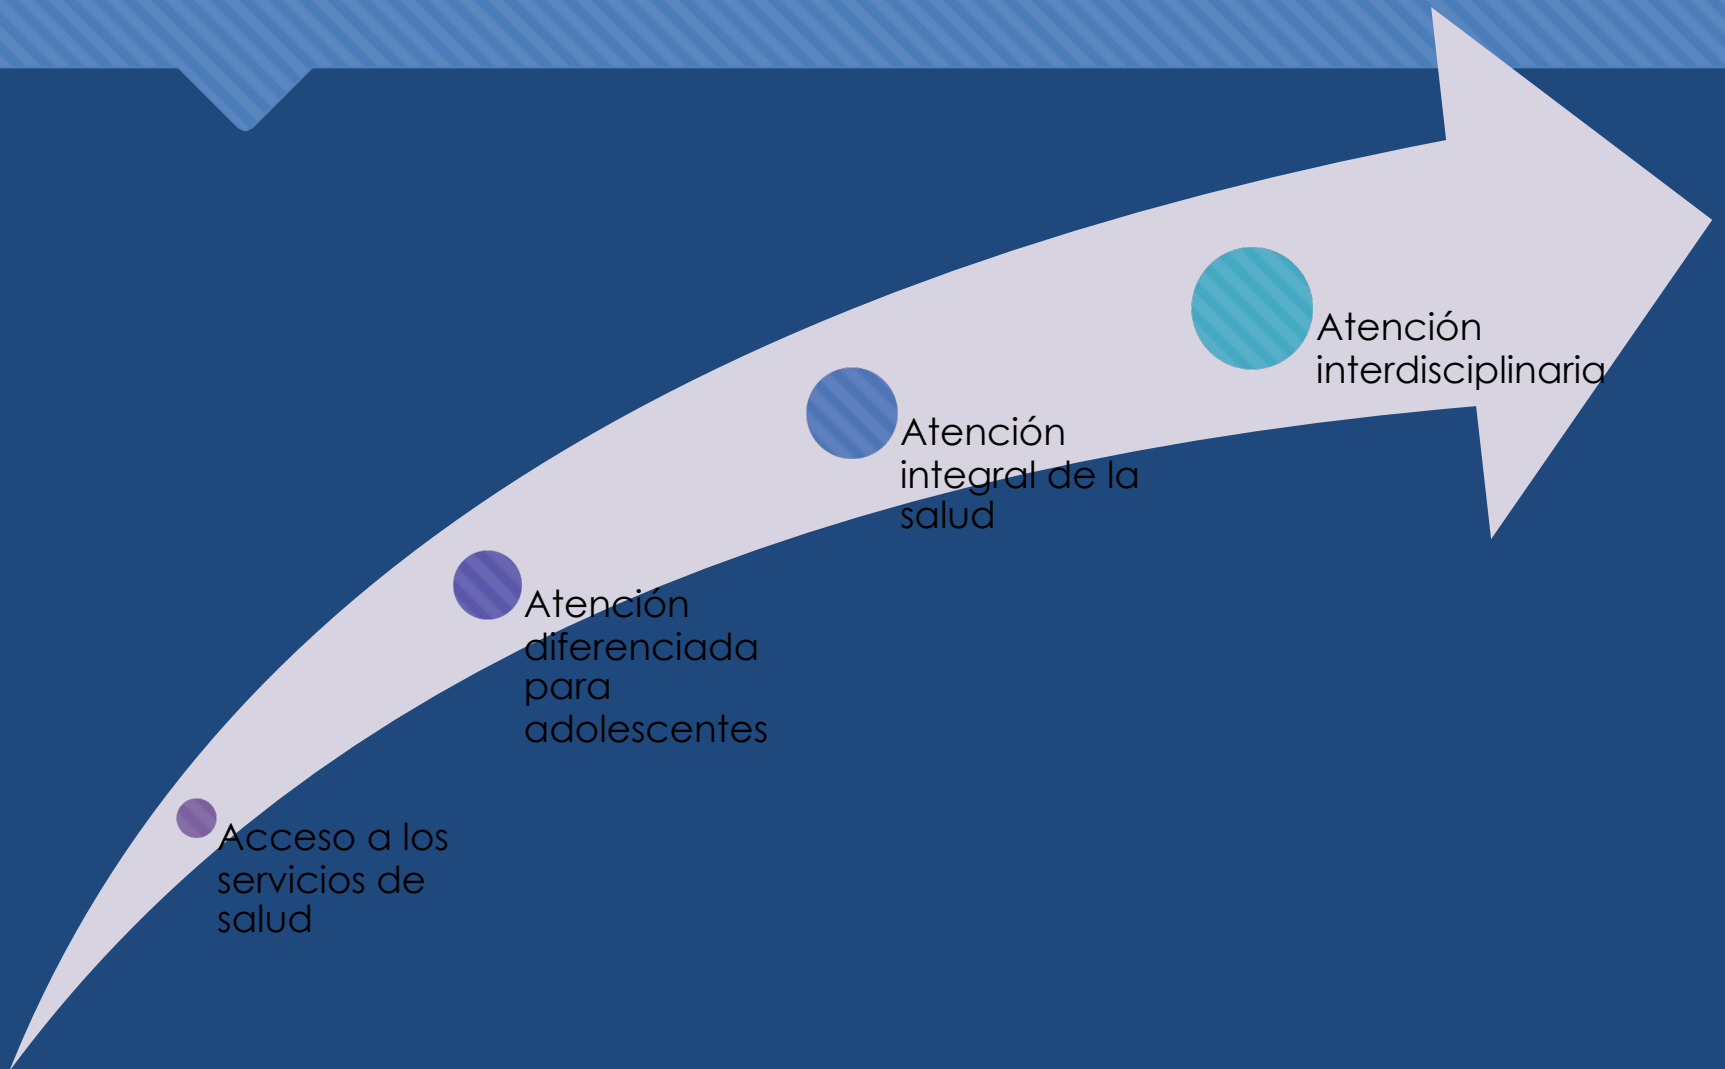 Atención
interdisciplinaria
Atención
integral de la
salud
Atención
diferenciada
para
adolescentes
Acceso a los
servicios de
salud